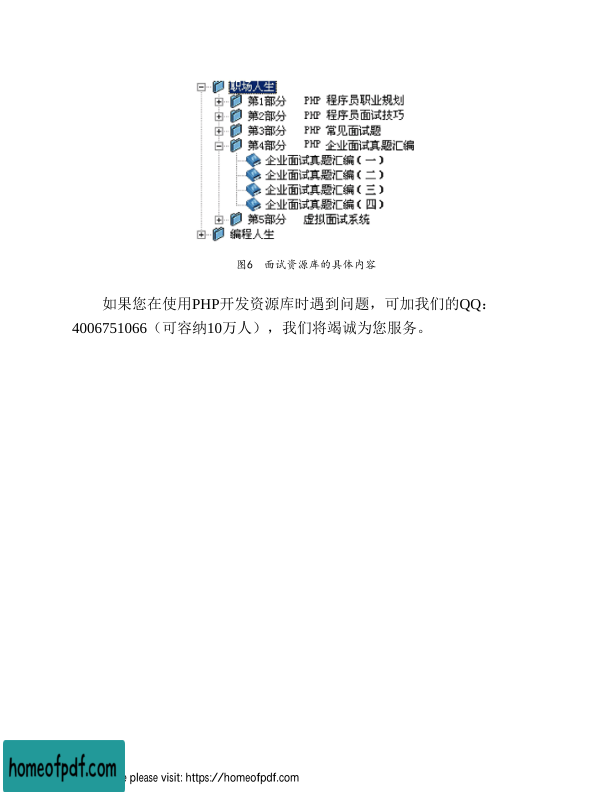 职场人生
第1部分 PHP 程序员职业规划
第2部分 PHP 程序员面试技巧
第3部分 PHP 常见面试题
第4部分 PHP 企业面试真题汇编
企业面试真题汇编(一)
企业面试真题汇编(二)
企业面试真题汇编(三)
企业面试真题汇编(四)
第5部分 虚拟面试系统
编程人生
图6 面试资源库的具体内容
如果您在使用PHP开发资源库时遇到问题，可加我们的QQ：
4006751066（可容纳10万人），我们将竭诚为您服务。
homeofpdf.com
please visit: https://homeofpdf.com